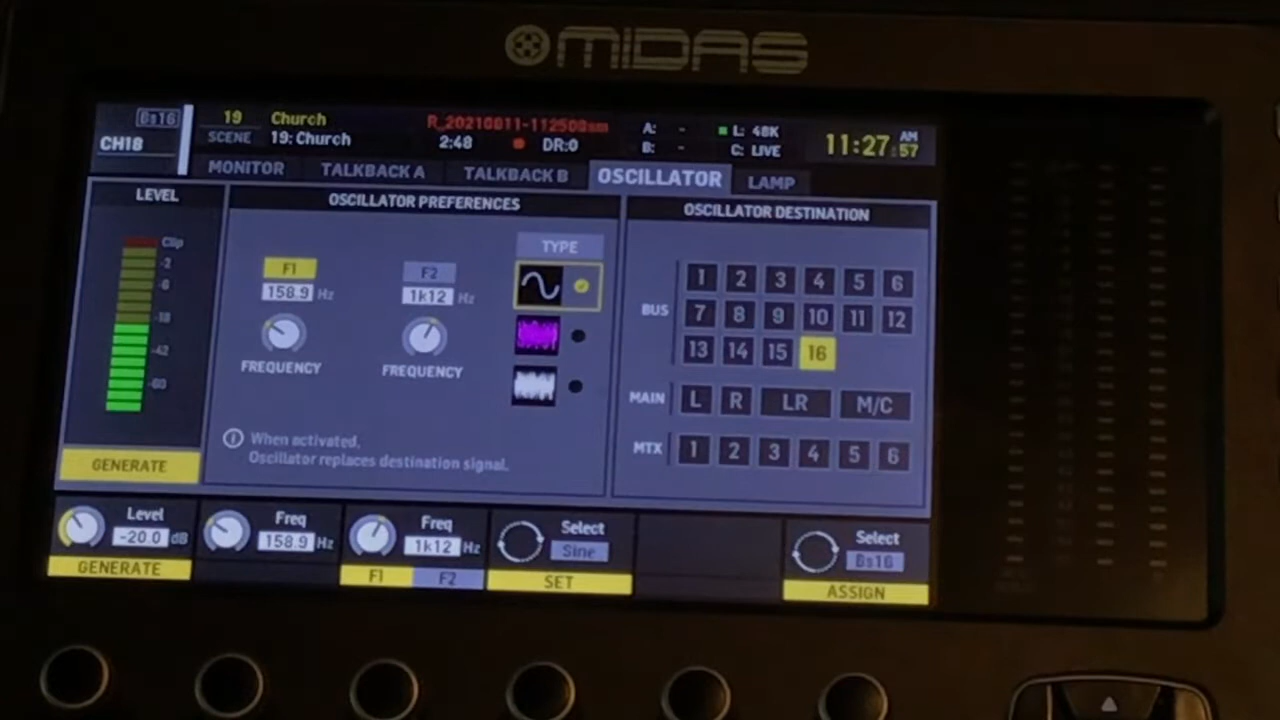 MIDAS
Bs16
CH18
19 Church
SCENE 19: Church
R_20210811-112508am
2:48 DR:0
A: -
B: -
L: 48K
C: LIVE
11:27:57 AM
MONITOR TALKBACK A TALKBACK B OSCILLATOR LAMP
LEVEL
Clip
-2
-6
-18
-42
-60
GENERATE
OSCILLATOR PREFERENCES
F1
158.9 Hz
FREQUENCY
F2
1k12 Hz
FREQUENCY
TYPE
When activated,
Oscillator replaces destination signal.
OSCILLATOR DESTINATION
BUS
1 2 3 4 5 6
7 8 9 10 11 12
13 14 15 16
MAIN L R LR M/C
MTX 1 2 3 4 5 6
Level
-20.0 dB
GENERATE
Freq
158.9 Hz
Freq
1k12 Hz
F1 F2
Select
Sine
SET
Select
Bs16
ASSIGN